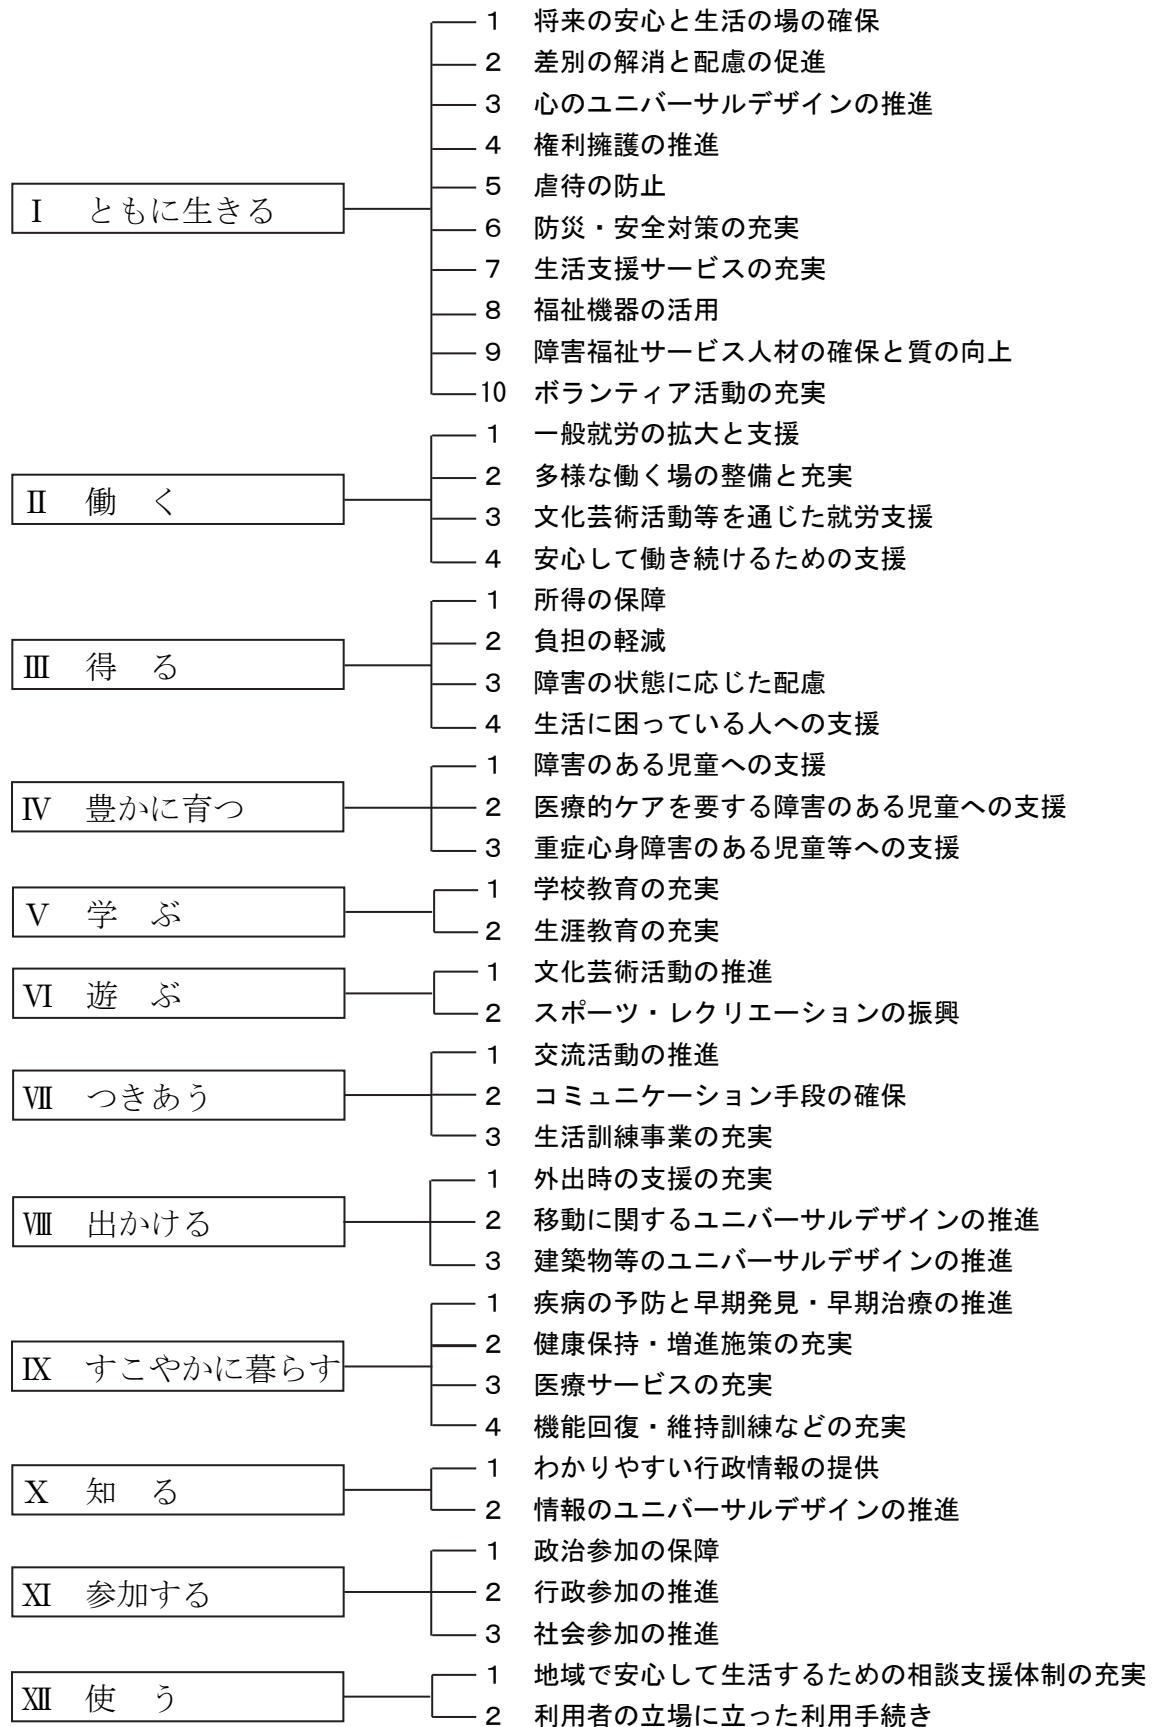 Ⅰ ともに生きる
1 将来の安心と生活の場の確保
2 差別の解消と配慮の促進
3 心のユニバーサルデザインの推進
4 権利擁護の推進
5 虐待の防止
6 防災・安全対策の充実
7 生活支援サービスの充実
8 福祉機器の活用
9 障害福祉サービス人材の確保と質の向上
10 ボランティア活動の充実
Ⅱ 働 く
1 一般就労の拡大と支援
2 多様な働く場の整備と充実
3 文化芸術活動等を通じた就労支援
4 安心して働き続けるための支援
Ⅲ 得 る
1 所得の保障
2 負担の軽減
3 障害の状態に応じた配慮
4 生活に困っている人への支援
Ⅳ 豊かに育つ
1 障害のある児童への支援
2 医療的ケアを要する障害のある児童への支援
3 重症心身障害のある児童等への支援
Ⅴ 学 ぶ
1 学校教育の充実
2 生涯教育の充実
Ⅵ 遊 ぶ
1 文化芸術活動の推進
2 スポーツ・レクリエーションの振興
Ⅶ つきあう
1 交流活動の推進
2 コミュニケーション手段の確保
3 生活訓練事業の充実
Ⅷ 出かける
1 外出時の支援の充実
2 移動に関するユニバーサルデザインの推進
3 建築物等のユニバーサルデザインの推進
Ⅸ すこやかに暮らす
1 疾病の予防と早期発見・早期治療の推進
2 健康保持・増進施策の充実
3 医療サービスの充実
4 機能回復・維持訓練などの充実
Ⅹ 知 る
1 わかりやすい行政情報の提供
2 情報のユニバーサルデザインの推進
Ⅺ 参加する
1 政治参加の保障
2 行政参加の推進
3 社会参加の推進
Ⅻ 使 う
1 地域で安心して生活するための相談支援体制の充実
2 利用者の立場に立った利用手続き